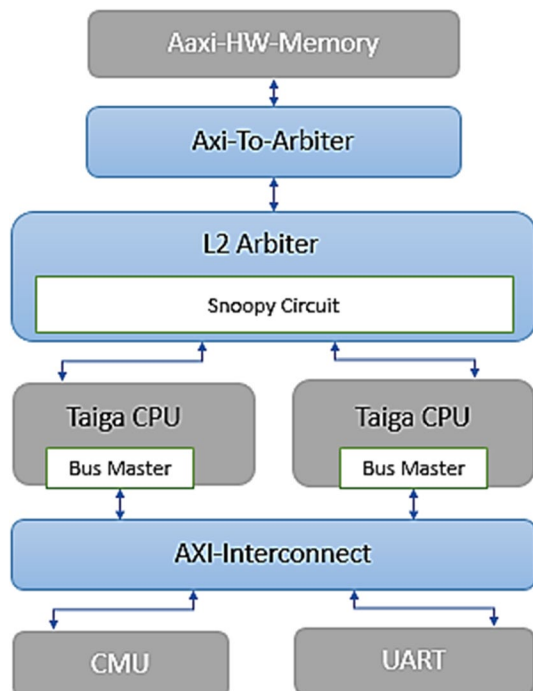 Aaxi-HW-Memory
Axi-To-Arbiter
L2 Arbiter
Snoopy Circuit
Taiga CPU
Taiga CPU
Bus Master
Bus Master
AXI-Interconnect
CMU
UART